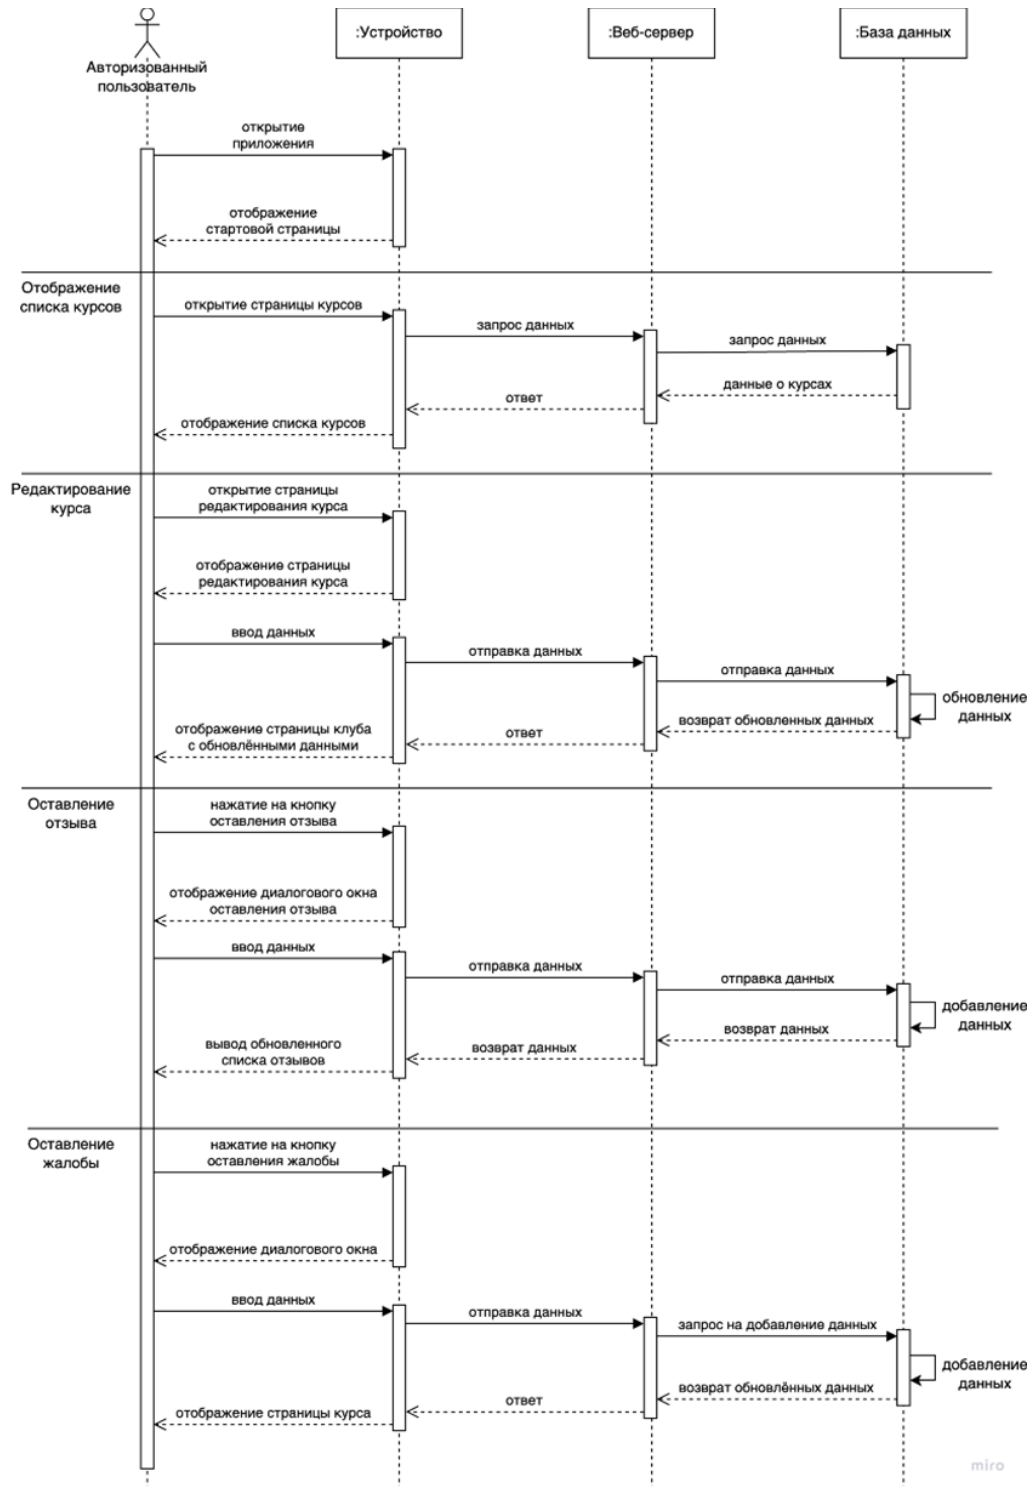 :Устройство
:Веб-сервер
:База данных
Авторизованный
пользователь
открытие
приложения
отображение
стартовой страницы
Отображение
списка курсов
открытие страницы курсов
запрос данных
запрос данных
данные о курсах
ответ
отображение списка курсов
Редактирование
курса
открытие страницы
редактирования курса
отображение страницы
редактирования курса
ввод данных
отправка данных
отправка данных
обновление
данных
возврат обновленных данных
ответ
отображение страницы клуба
с обновлёнными данными
Оставление
отзыва
нажатие на кнопку
оставления отзыва
отображение диалогового окна
оставления отзыва
ввод данных
отправка данных
отправка данных
добавление
данных
возврат данных
возврат данных
вывод обновленного
списка отзывов
Оставление
жалобы
нажатие на кнопку
оставления жалобы
отображение диалогового окна
ввод данных
отправка данных
запрос на добавление данных
добавление
данных
возврат обновлённых данных
ответ
отображение страницы курса
miro